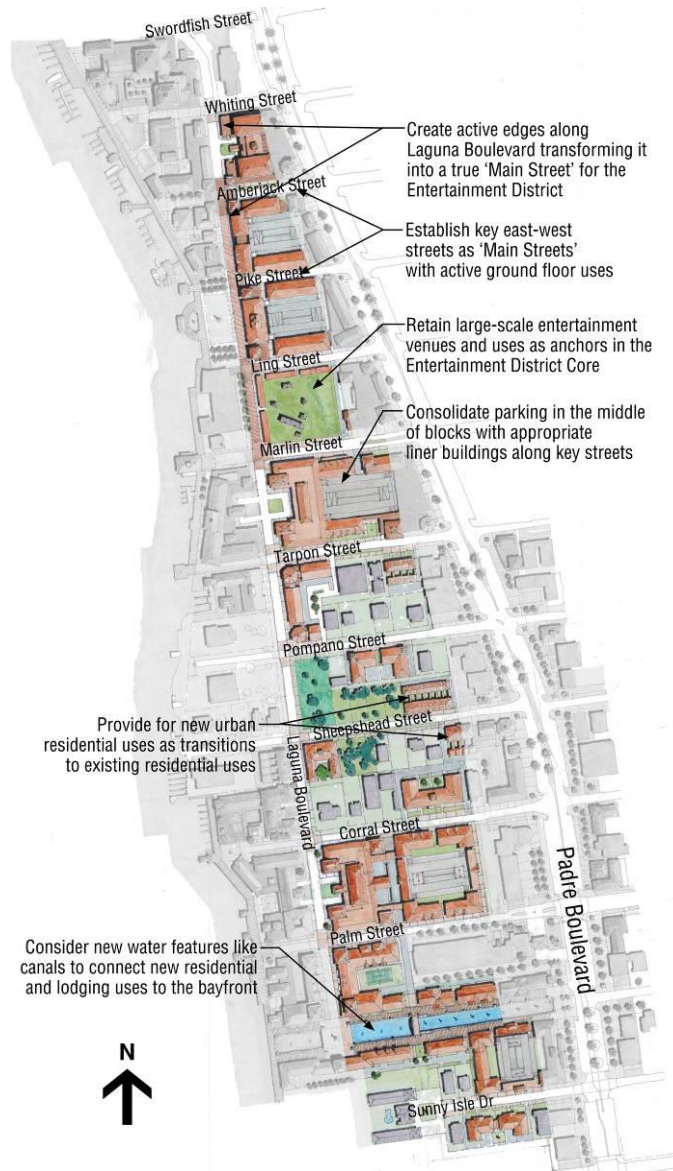 Swordfish Street
Whiting Street
Create active edges along
Laguna Boulevard transforming it
into a true ‘Main Street’ for the
Entertainment District
Amberjack Street
Establish key east-west
streets as ‘Main Streets’
with active ground floor uses
Pike Street
Retain large-scale entertainment
venues and uses as anchors in the
Entertainment District Core
Ling Street
Consolidate parking in the middle
of blocks with appropriate
liner buildings along key streets
Marlin Street
Tarpon Street
Pompano Street
Provide for new urban
residential uses as transitions
to existing residential uses
Sheepshead Street
Laguna Boulevard
Corral Street
Padre Boulevard
Palm Street
Consider new water features like
canals to connect new residential
and lodging uses to the bayfront
N
Sunny Isle Dr